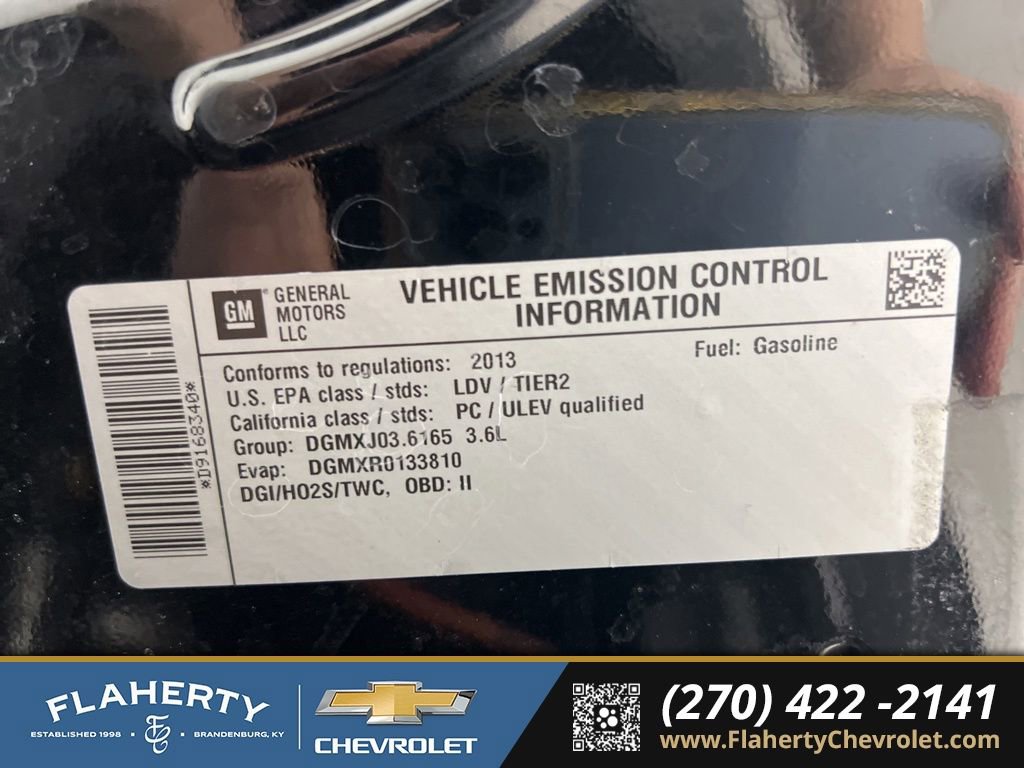 GM
GENERAL
MOTORS
LLC
VEHICLE EMISSION CONTROL
INFORMATION
Conforms to regulations: 2013
Fuel: Gasoline
U.S. EPA class / stds: LDV / TIER2
California class / stds: PC / ULEV qualified
Group: DGMXJ03.6165 3.6L
Evap: DGMXR0133810
DGI/HO2S/TWC, OBD: II
*D9168340*
FLAHERTY
ESTABLISHED 1998 • BRANDENBURG, KY
CHEVROLET
(270) 422 -2141
www.FlahertyChevrolet.com